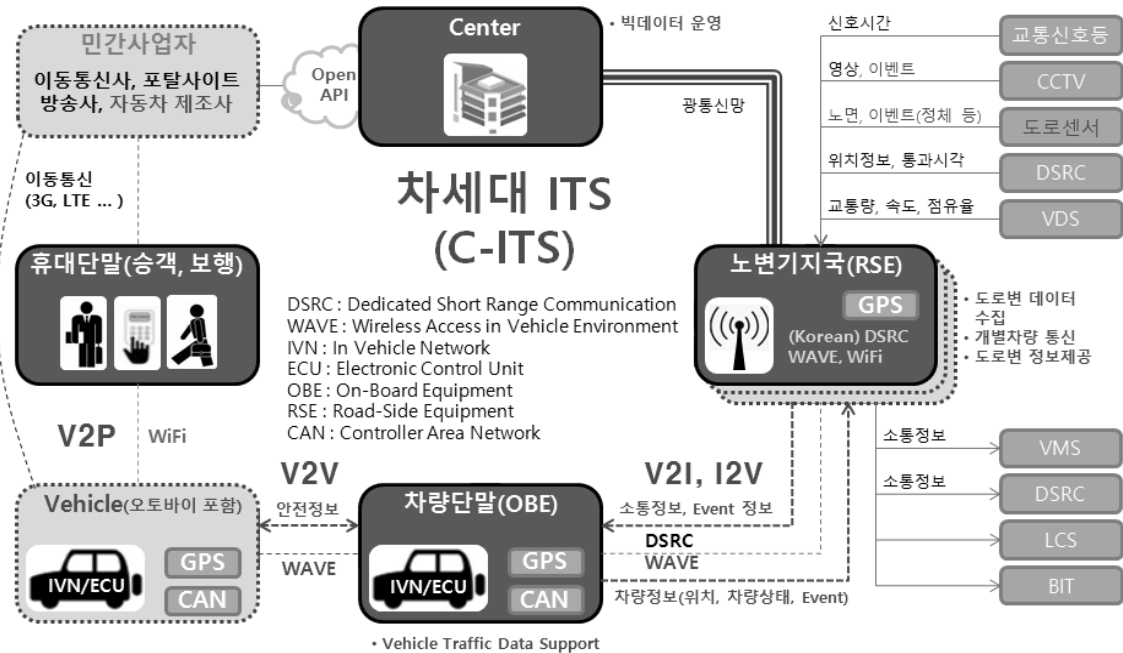 민간사업자
이동통신사, 포탈사이트
방송사, 자동차 제조사
Open
API
Center
• 빅데이터 운영
광통신망
신호시간
교통신호등
영상, 이벤트
CCTV
노면, 이벤트(정체 등)
도로센서
위치정보, 통과시각
DSRC
교통량, 속도, 점유율
VDS
이동통신
(3G, LTE ... )
차세대 ITS
(C-ITS)
휴대단말(승객, 보행)
DSRC : Dedicated Short Range Communication
WAVE : Wireless Access in Vehicle Environment
IVN : In Vehicle Network
ECU : Electronic Control Unit
OBE : On-Board Equipment
RSE : Road-Side Equipment
CAN : Controller Area Network
노변기지국(RSE)
GPS
(Korean) DSRC
WAVE, WiFi
• 도로변 데이터
수집
• 개별차량 통신
• 도로변 정보제공
V2P
WiFi
V2V
안전정보
WAVE
V2I, I2V
소통정보, Event 정보
DSRC
WAVE
차량정보(위치, 차량상태, Event)
소통정보
VMS
소통정보
DSRC
LCS
BIT
Vehicle(오토바이 포함)
IVN/ECU
GPS
CAN
차량단말(OBE)
IVN/ECU
GPS
CAN
• Vehicle Traffic Data Support